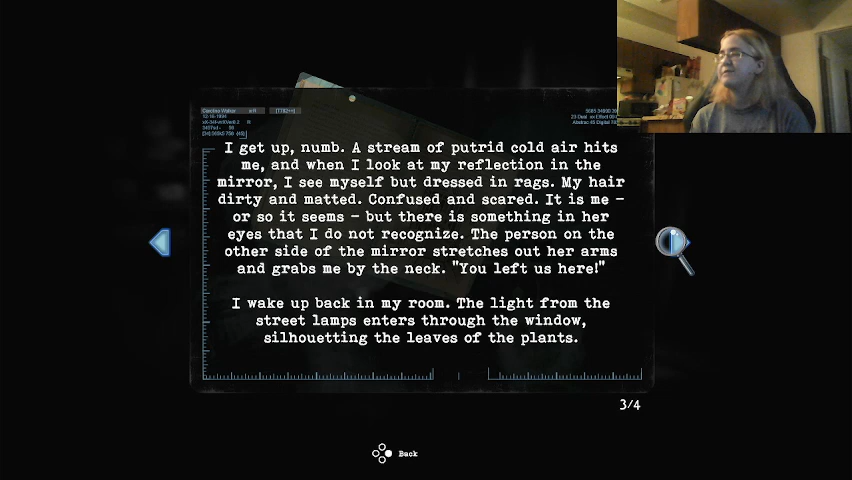 Carolina Walker
12-10-1994
I get up, numb. A stream of putrid cold air hits
me, and when I look at my reflection in the
mirror, I see myself but dressed in rags. My hair
dirty and matted. Confused and scared. It is me –
or so it seems – but there is something in her
eyes that I do not recognize. The person on the
other side of the mirror stretches out her arms
and grabs me by the neck. "You left us here!"
I wake up back in my room. The light from the
street lamps enters through the window,
silhouetting the leaves of the plants.
3/4
Back